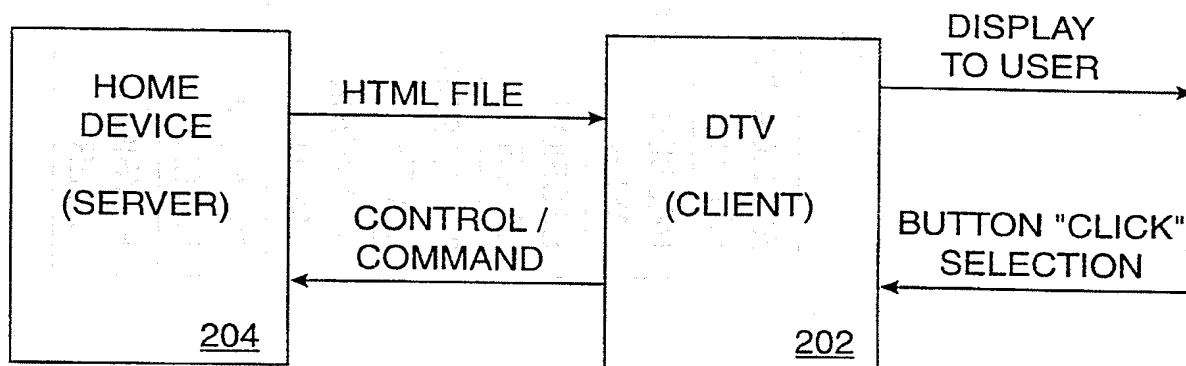 HOME
DEVICE
(SERVER)
204
HTML FILE
CONTROL /
COMMAND
DTV
(CLIENT)
202
DISPLAY
TO USER
BUTTON "CLICK"
SELECTION